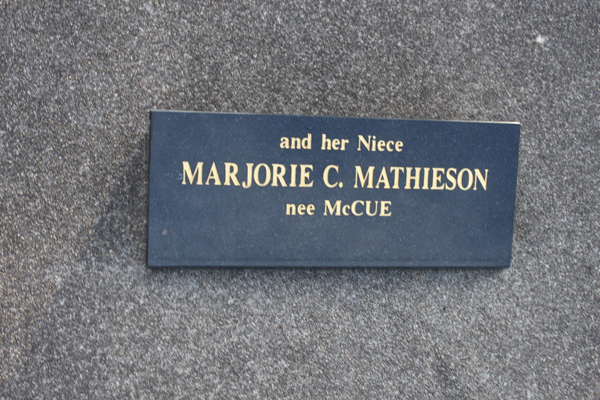 and her Niece
MARJORIE C. MATHIESON
nee McCUE